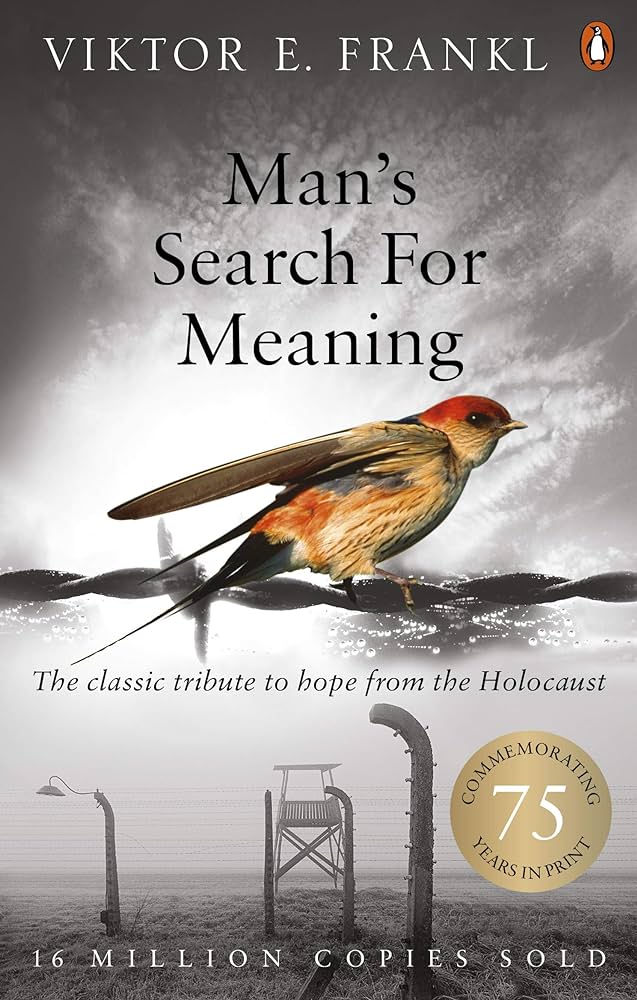 VIKTOR E. FRANKL
Man’s
Search For
Meaning
The classic tribute to hope from the Holocaust
COMMEMORATING
75
YEARS IN PRINT
16 MILLION COPIES SOLD